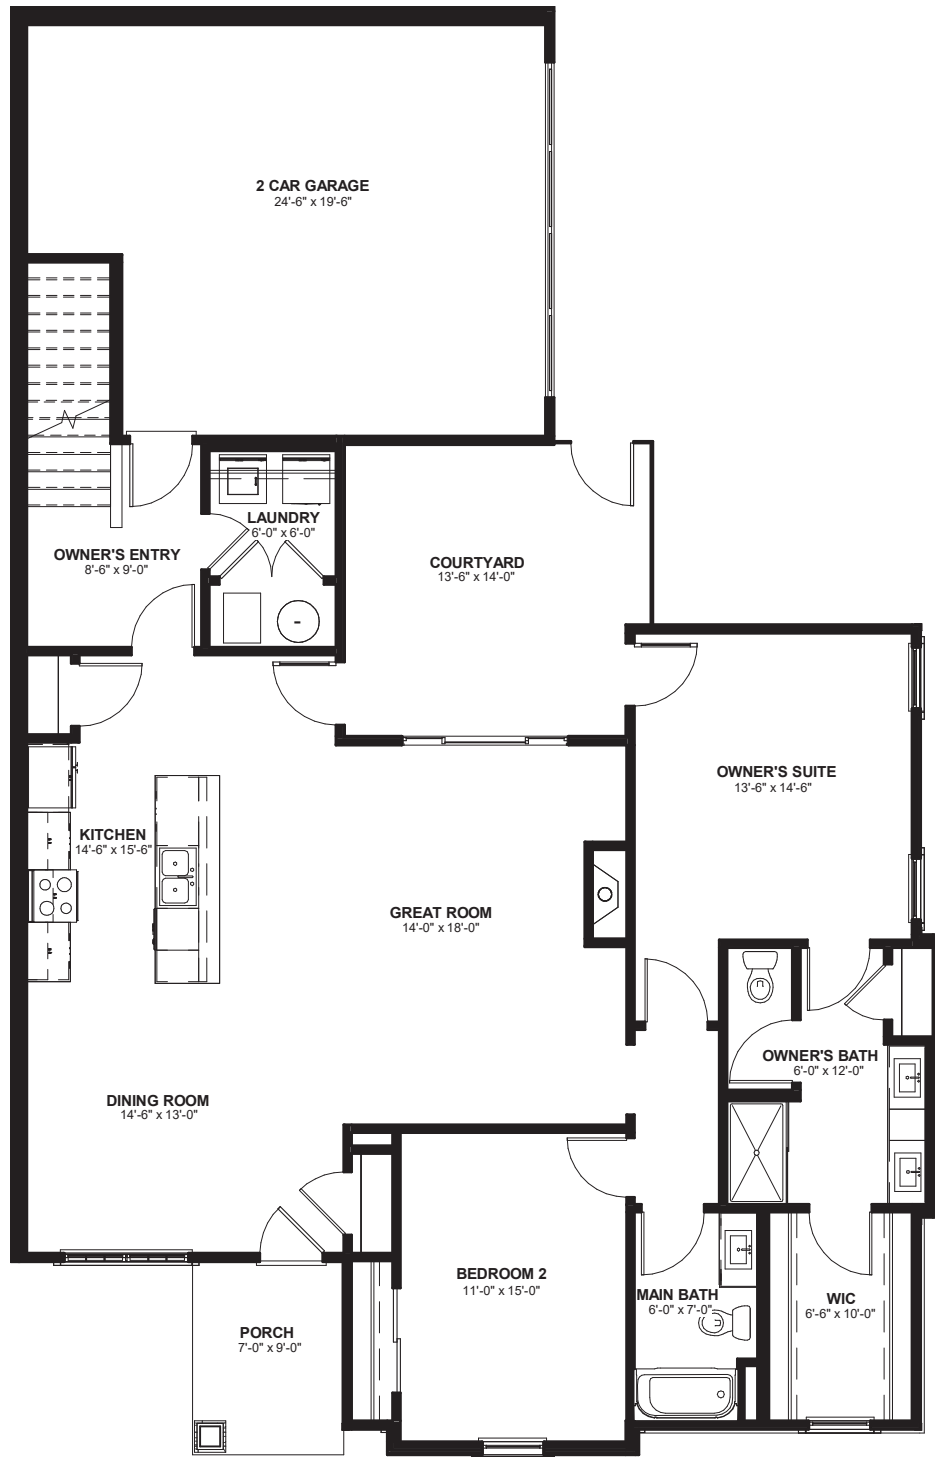 2 CAR GARAGE
24'-6" x 19'-6"
LAUNDRY
6'-0" x 6'-0"
OWNER'S ENTRY
8'-6" x 9'-0"
COURTYARD
13'-6" x 14'-0"
OWNER'S SUITE
13'-6" x 14'-6"
KITCHEN
14'-6" x 15'-6"
GREAT ROOM
14'-0" x 18'-0"
OWNER'S BATH
6'-0" x 12'-0"
DINING ROOM
14'-6" x 13'-0"
BEDROOM 2
11'-0" x 15'-0"
MAIN BATH
6'-0" x 7'-0"
WIC
6'-6" x 10'-0"
PORCH
7'-0" x 9'-0"